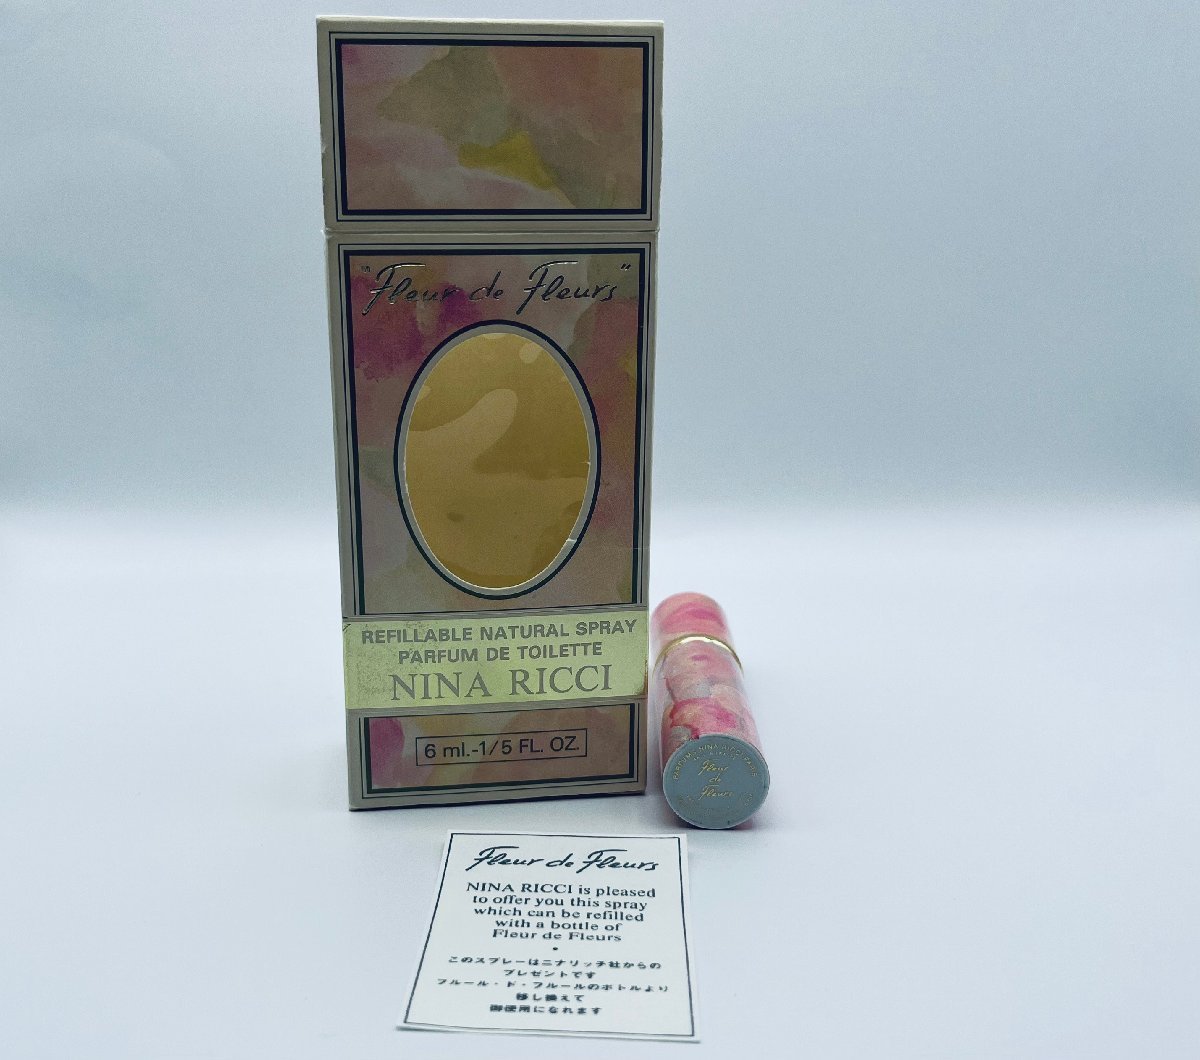 "Fleur de Fleurs"
REFILLABLE NATURAL SPRAY
PARFUM DE TOILETTE
NINA RICCI
6 ml.-1/5 FL. OZ.
PARFUMS NINA RICCI PARIS
Fleur
de
Fleurs
Fleur de Fleurs
NINA RICCI is pleased
to offer you this spray
which can be refilled
with a bottle of
Fleur de Fleurs
このスプレーはニナリッチ社からの
プレゼントです
フルール・ド・フルールのボトルより
移し換えて
御使用になれます